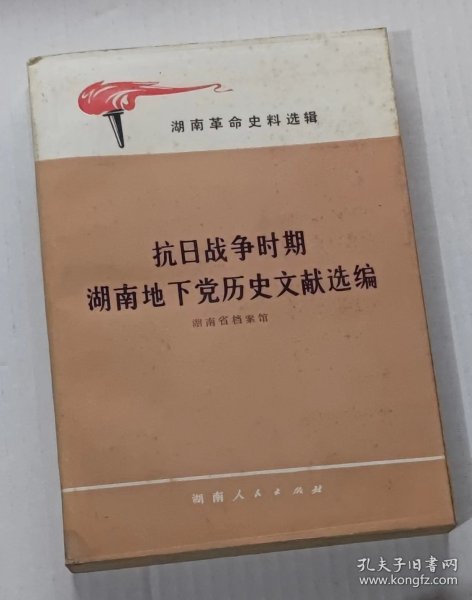 湖南革命史料选辑
抗日战争时期
湖南地下党历史文献选编
湖南省档案馆
湖南人民出版社
孔夫子旧书网
www.kongfz.com